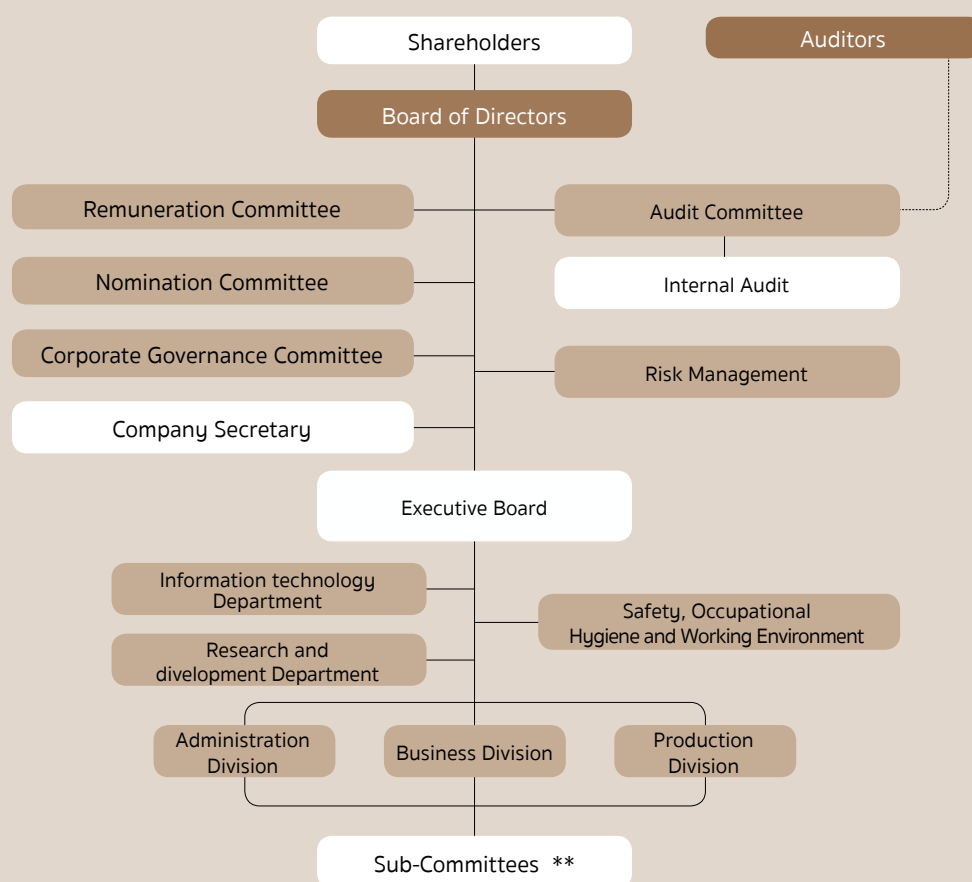 Shareholders
Auditors
Board of Directors
Remuneration Committee
Audit Committee
Nomination Committee
Internal Audit
Corporate Governance Committee
Risk Management
Company Secretary
Executive Board
Information technology
Department
Safety, Occupational
Hygiene and Working Environment
Research and
divelopment Department
Administration
Division
Business Division
Production
Division
Sub-Committees **